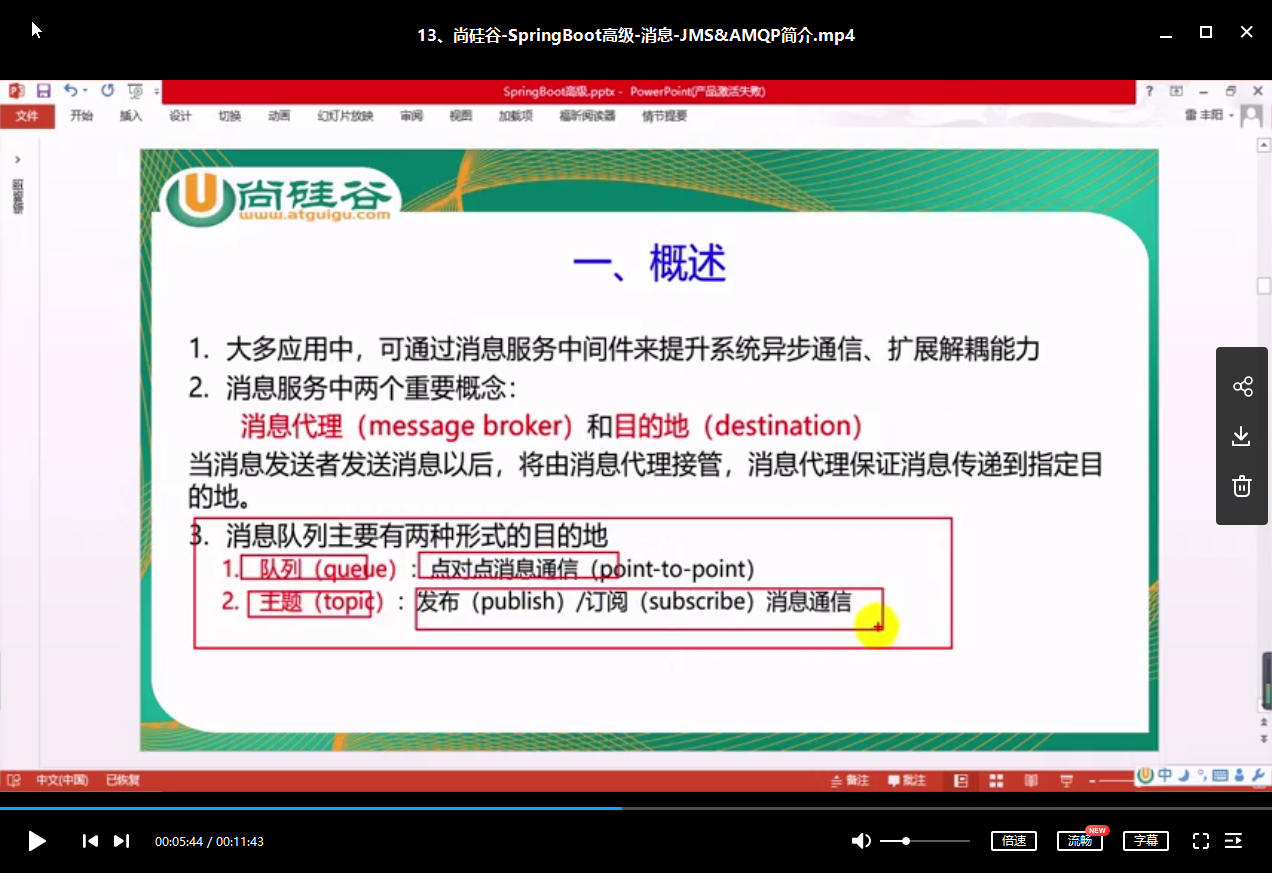 13、尚硅谷-SpringBoot高级-消息-JMS&AMQP简介.mp4
SpringBoot高级.pptx - PowerPoint(产品激活失败)
文件 开始 插入 设计 切换 动画 幻灯片放映 审阅 视图 加载项 福昕阅读器 情节提要 雷 丰阳
尚硅谷
www.atguigu.com
一、概述
1. 大多应用中，可通过消息服务中间件来提升系统异步通信、扩展解耦能力
2. 消息服务中两个重要概念：
消息代理（message broker）和目的地（destination）
当消息发送者发送消息以后，将由消息代理接管，消息代理保证消息传递到指定目
的地。
3. 消息队列主要有两种形式的目的地
1. 队列（queue）：点对点消息通信（point-to-point）
2. 主题（topic）：发布（publish）/订阅（subscribe）消息通信
中文(中国) 已恢复 备注 批注 中
00:05:44 / 00:11:43 倍速 流畅 NEW 字幕